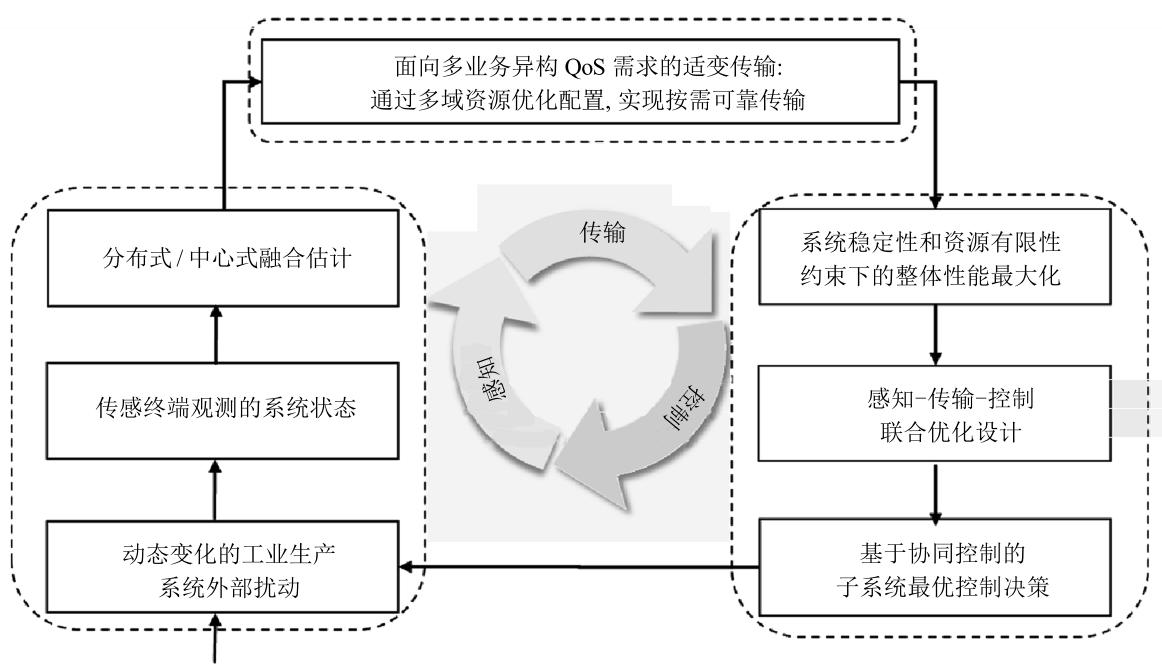 面向多业务异构 QoS 需求的适变传输:
通过多域资源优化配置, 实现按需可靠传输
分布式 / 中心式融合估计
传感终端观测的系统状态
动态变化的工业生产
系统外部扰动
传输
感知
控制
系统稳定性和资源有限性
约束下的整体性能最大化
感知-传输-控制
联合优化设计
基于协同控制的
子系统最优控制决策